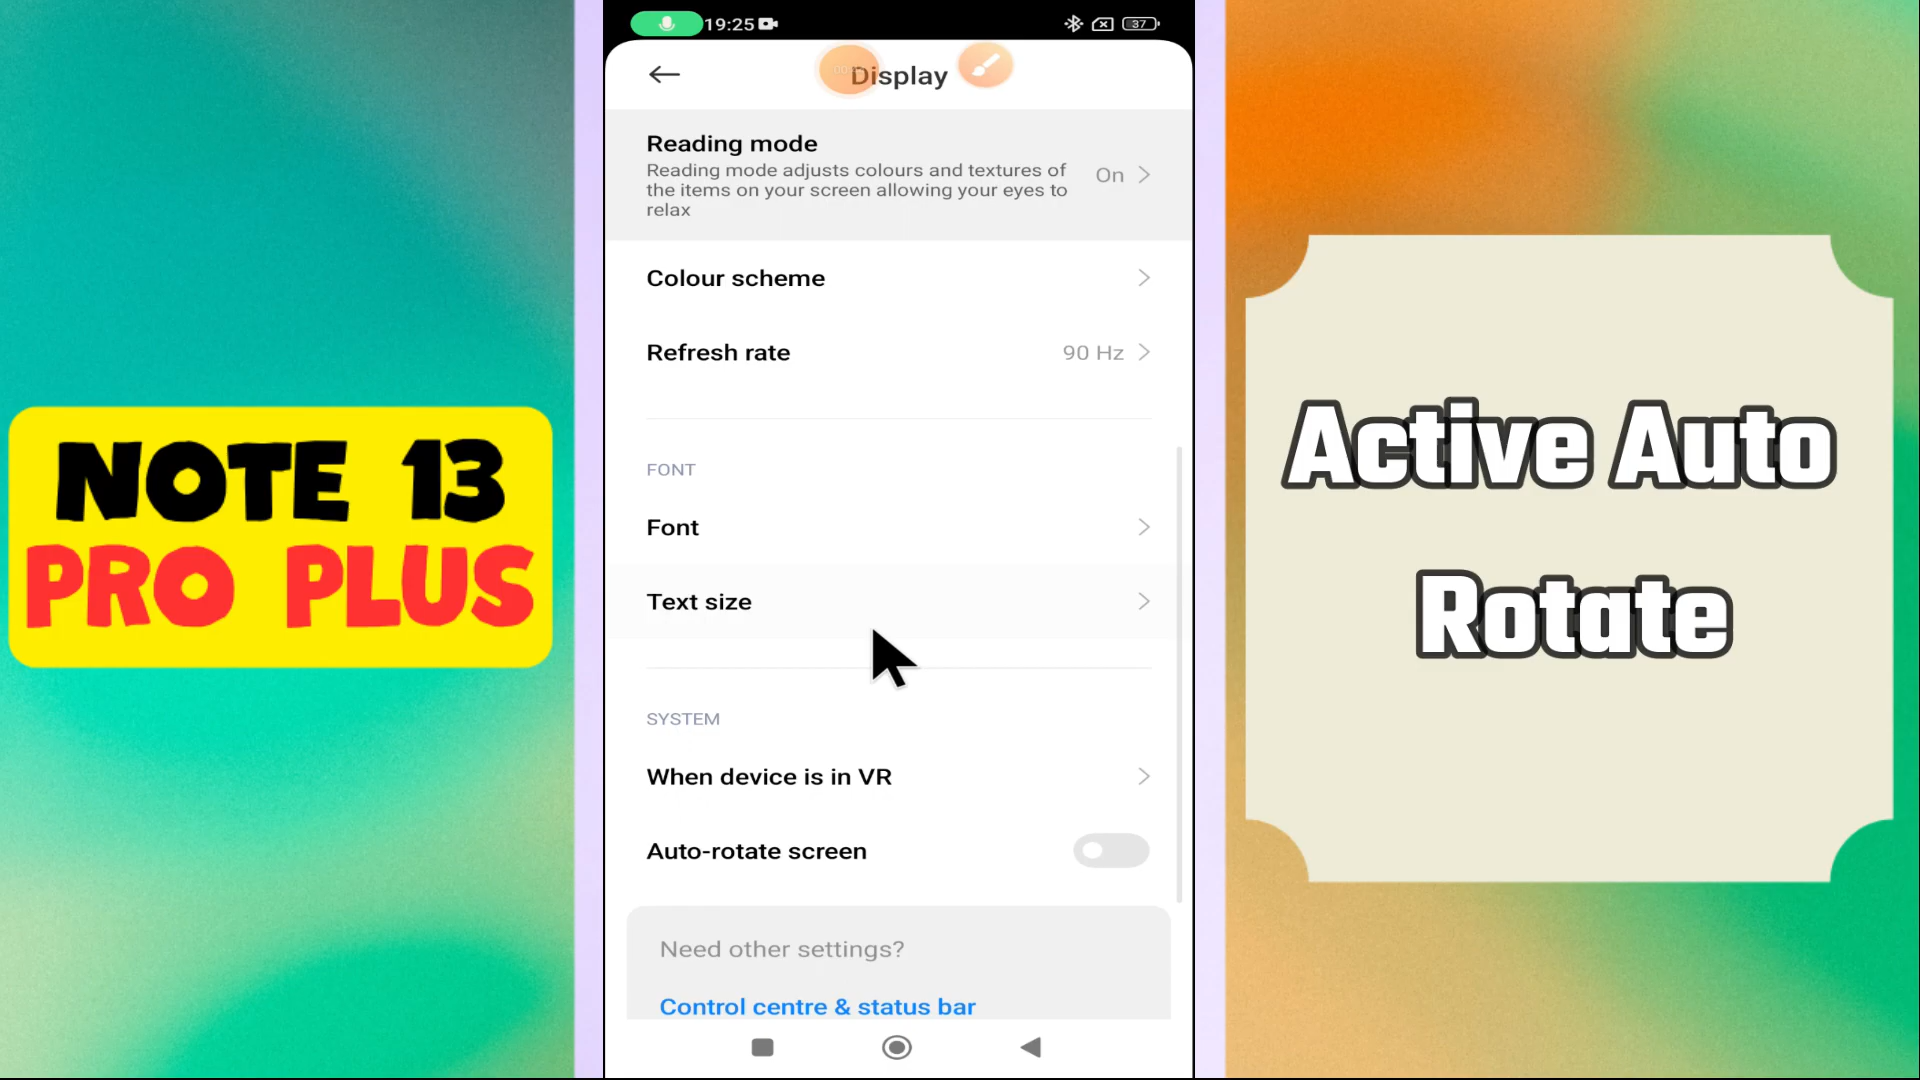 NOTE 13
PRO PLUS
19:25
37
Display
Reading mode
Reading mode adjusts colours and textures of
the items on your screen allowing your eyes to
relax
On
Colour scheme
Refresh rate
90 Hz
FONT
Font
Text size
SYSTEM
When device is in VR
Auto-rotate screen
Need other settings?
Control centre & status bar
Active Auto
Rotate